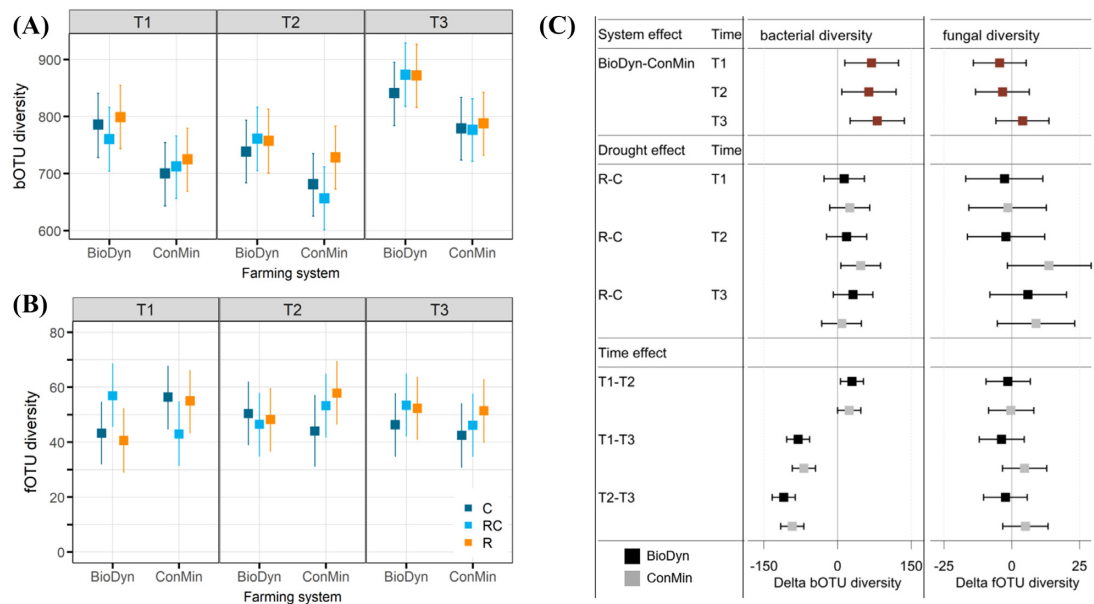 (A)
T1 T2 T3
900
800
700
600
bOTU diversity
BioDyn ConMin BioDyn ConMin BioDyn ConMin
Farming system
(B)
T1 T2 T3
80
60
40
20
0
fOTU diversity
C
RC
R
BioDyn ConMin BioDyn ConMin BioDyn ConMin
Farming system
(C)
System effect Time bacterial diversity fungal diversity
BioDyn-ConMin T1
T2
T3
Drought effect Time
R-C T1
R-C T2
R-C T3
Time effect
T1-T2
T1-T3
T2-T3
BioDyn
ConMin
-150 0 150 -25 0 25
Delta bOTU diversity Delta fOTU diversity